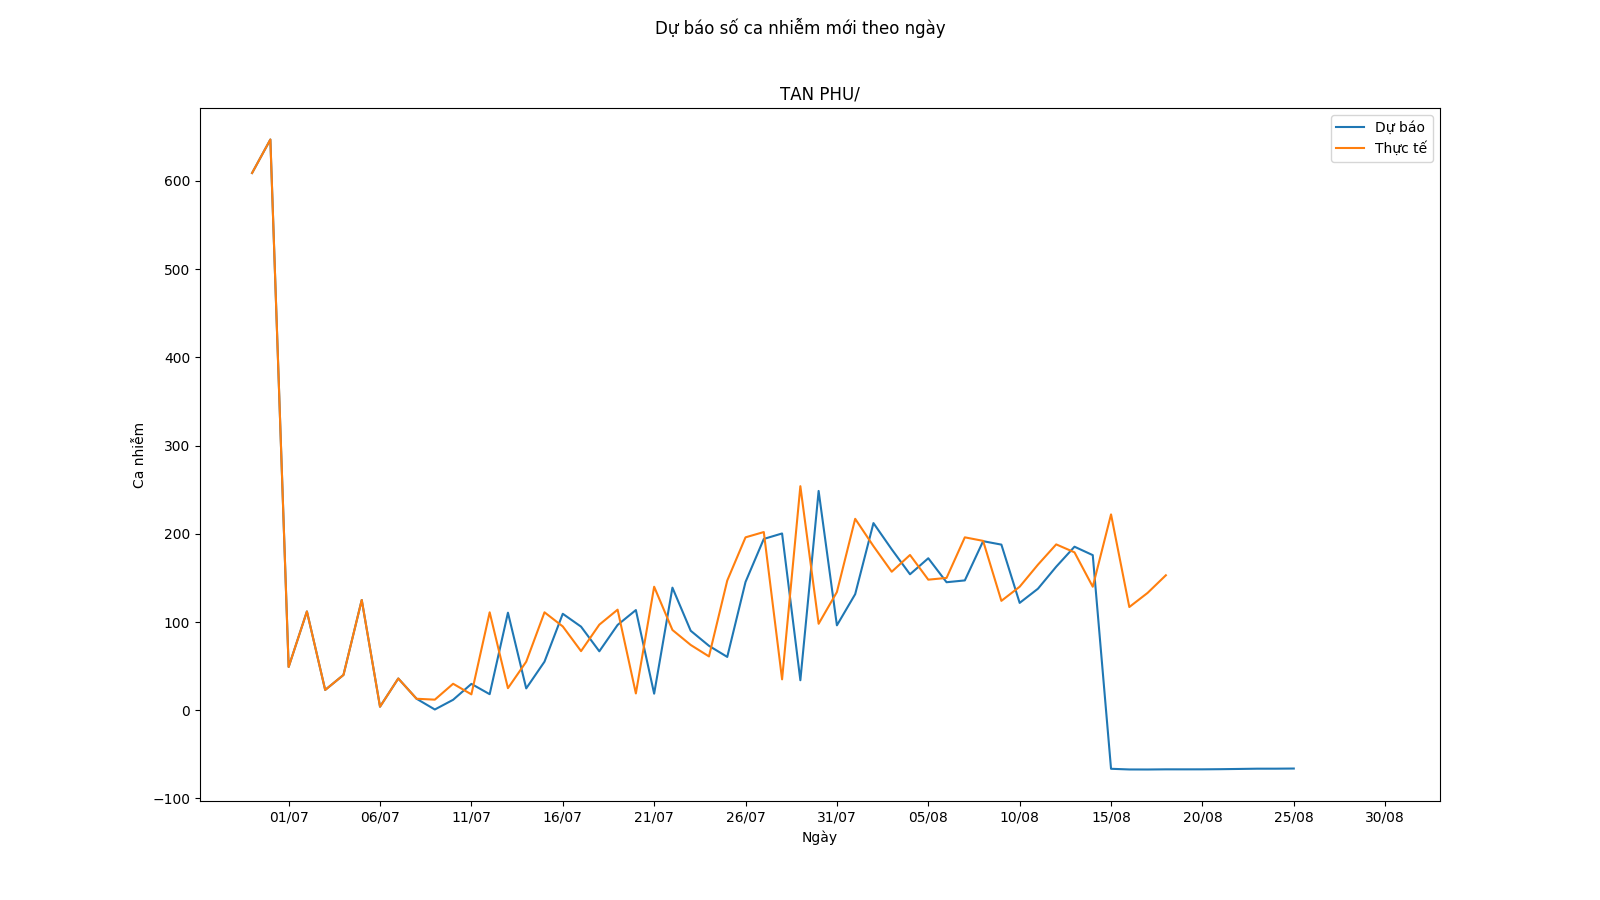 Dự báo số ca nhiễm mới theo ngày
TAN PHU/
Dự báo
Thực tế
600
500
400
300
200
100
0
−100
Ca nhiễm
01/07 06/07 11/07 16/07 21/07 26/07 31/07 05/08 10/08 15/08 20/08 25/08 30/08
Ngày